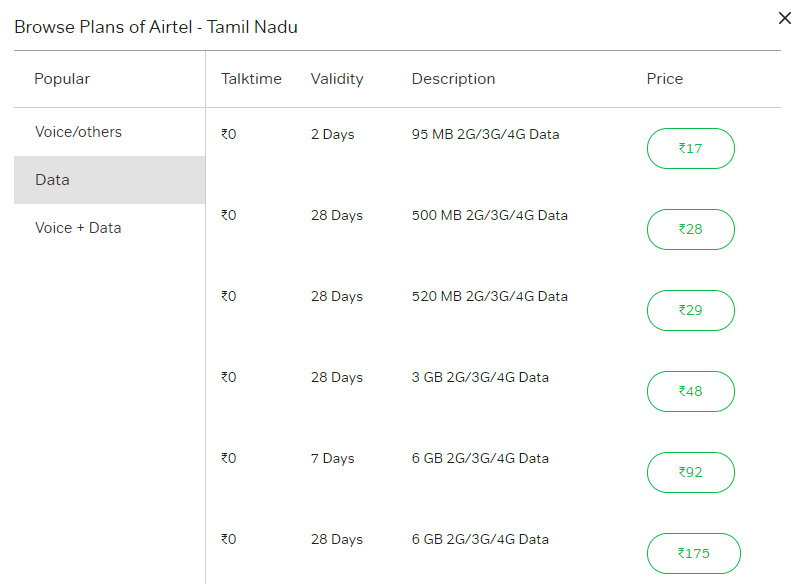 Browse Plans of Airtel - Tamil Nadu
Popular Talktime Validity Description Price
Voice/others
Data
Voice + Data
₹0 2 Days 95 MB 2G/3G/4G Data ₹17
₹0 28 Days 500 MB 2G/3G/4G Data ₹28
₹0 28 Days 520 MB 2G/3G/4G Data ₹29
₹0 28 Days 3 GB 2G/3G/4G Data ₹48
₹0 7 Days 6 GB 2G/3G/4G Data ₹92
₹0 28 Days 6 GB 2G/3G/4G Data ₹175